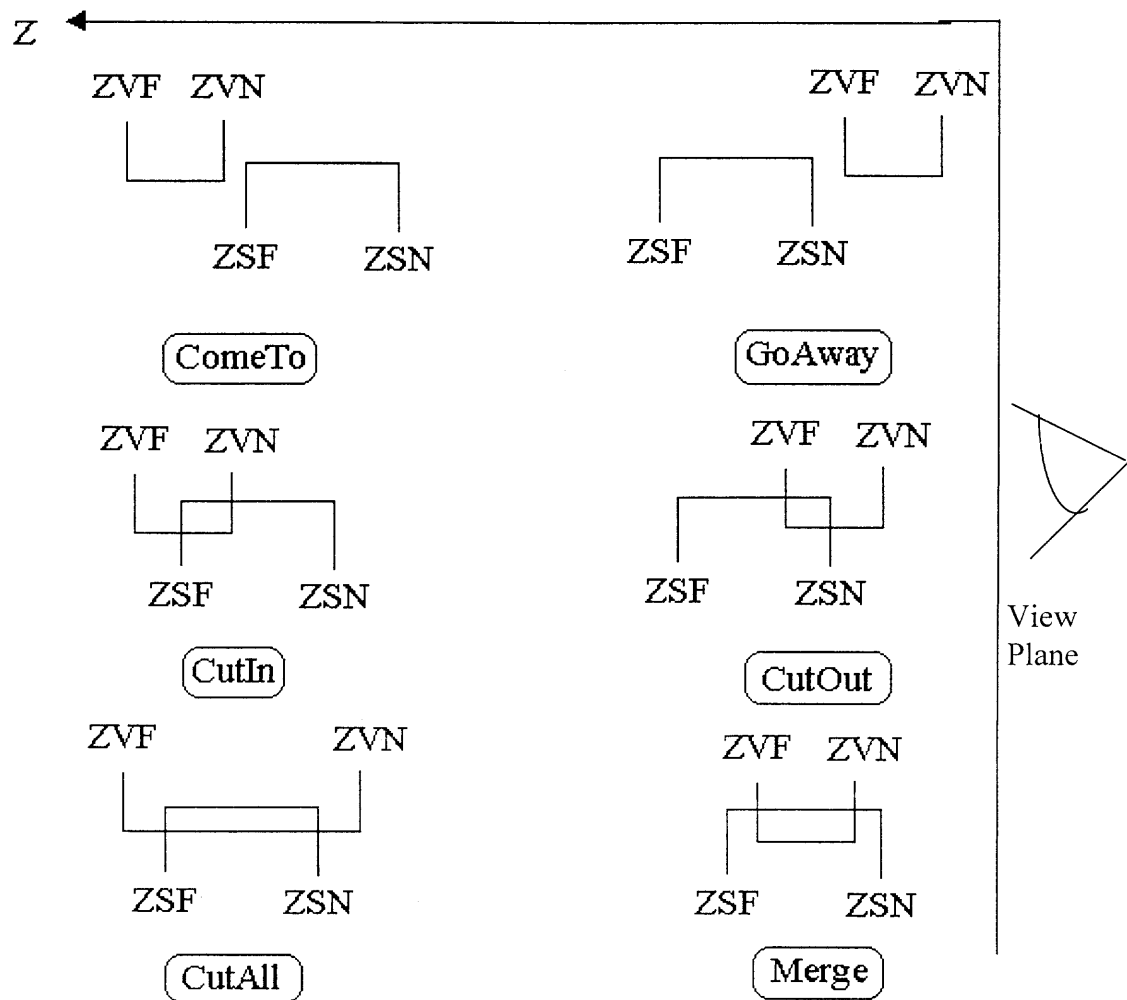 Z
ZVF ZVN ZVF ZVN
ZSF ZSN ZSF ZSN
ComeTo GoAway
ZVF ZVN ZVF ZVN
ZSF ZSN ZSF ZSN
View
Plane
CutIn CutOut
ZVF ZVN ZVF ZVN
ZSF ZSN ZSF ZSN
CutAll Merge